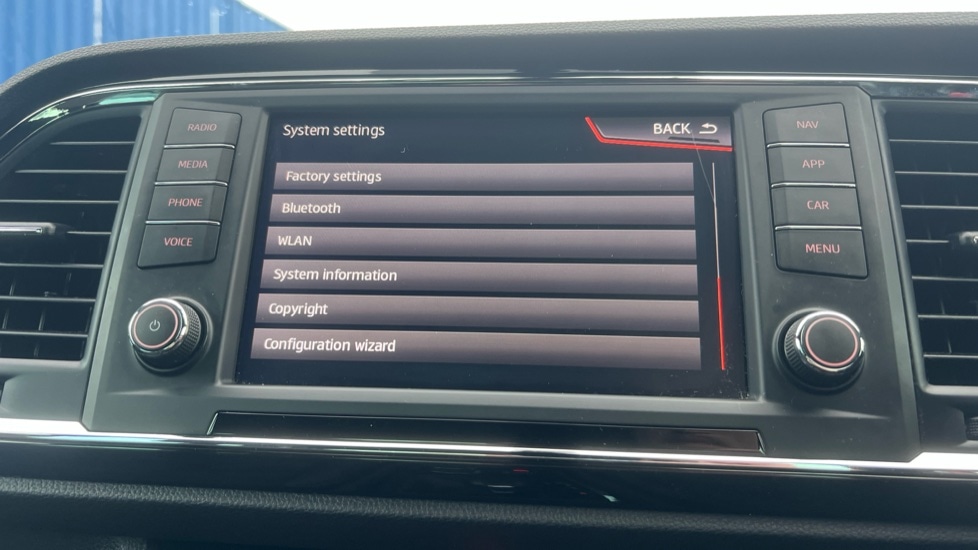 System settings
BACK
Factory settings
Bluetooth
WLAN
System information
Copyright
Configuration wizard
RADIO
MEDIA
PHONE
VOICE
NAV
APP
CAR
MENU